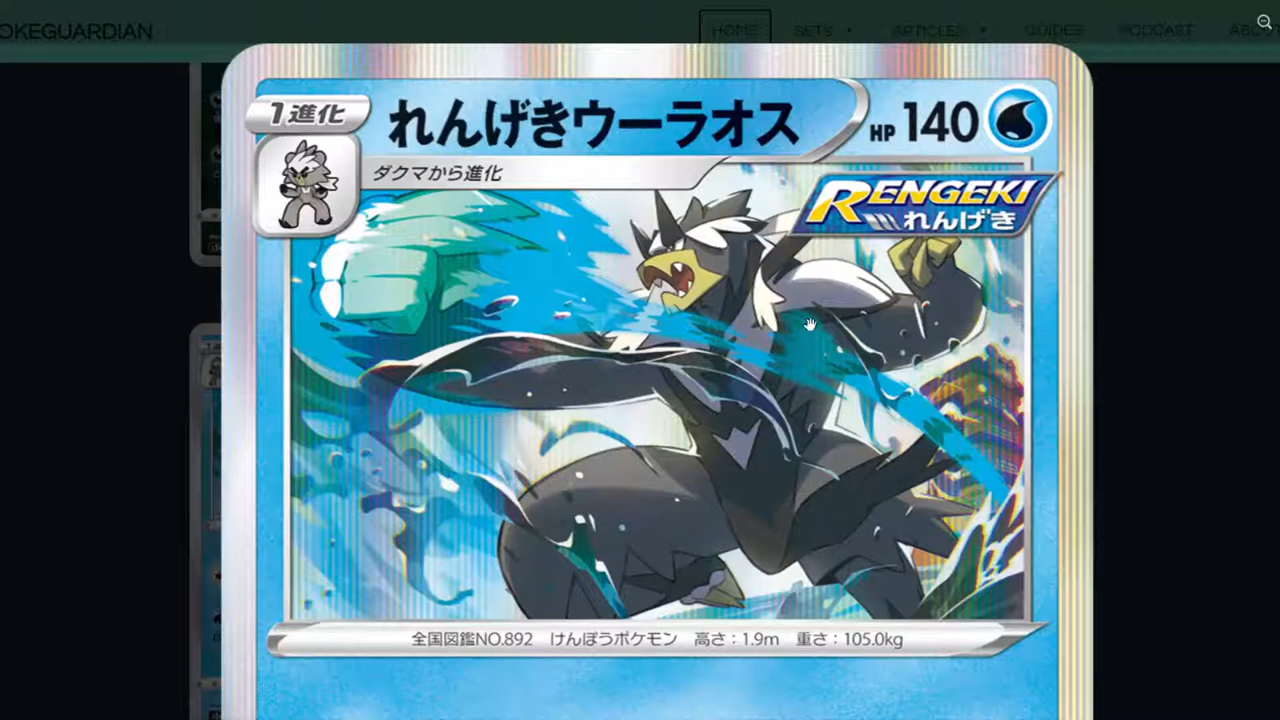 OKEGUARDIAN
HOME SETS ARTICLES GUIDES PODCAST ABO
1進化
れんげきウーラオス
HP 140
ダクマから進化
RENGEKI
れんげき
全国図鑑NO.892 けんぽうポケモン 高さ:1.9m 重さ:105.0kg